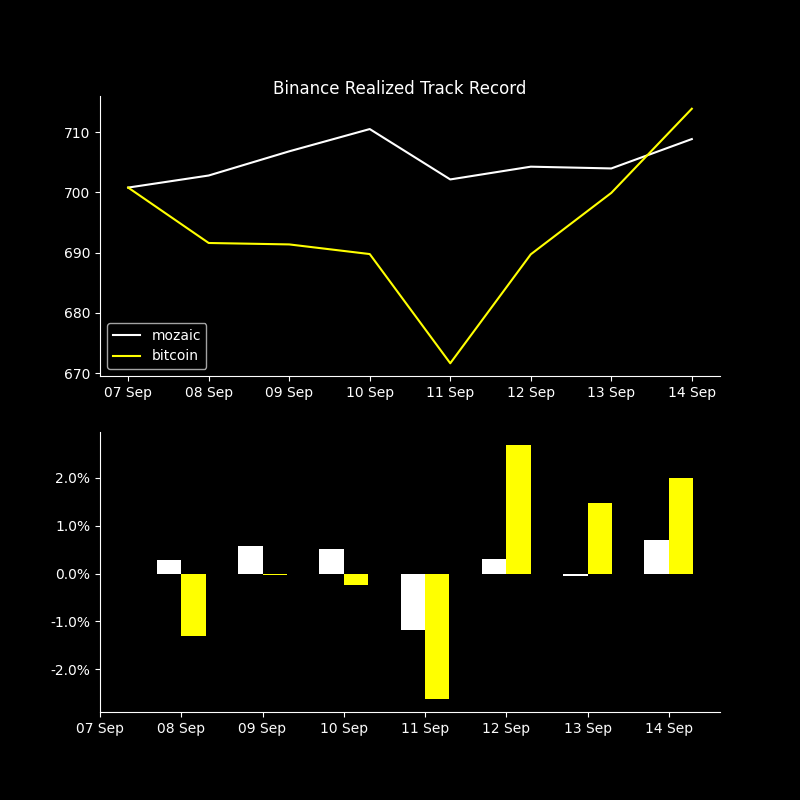 Binance Realized Track Record
710
700
690
680
670
mozaic
bitcoin
07 Sep 08 Sep 09 Sep 10 Sep 11 Sep 12 Sep 13 Sep 14 Sep
2.0%
1.0%
0.0%
-1.0%
-2.0%
07 Sep 08 Sep 09 Sep 10 Sep 11 Sep 12 Sep 13 Sep 14 Sep